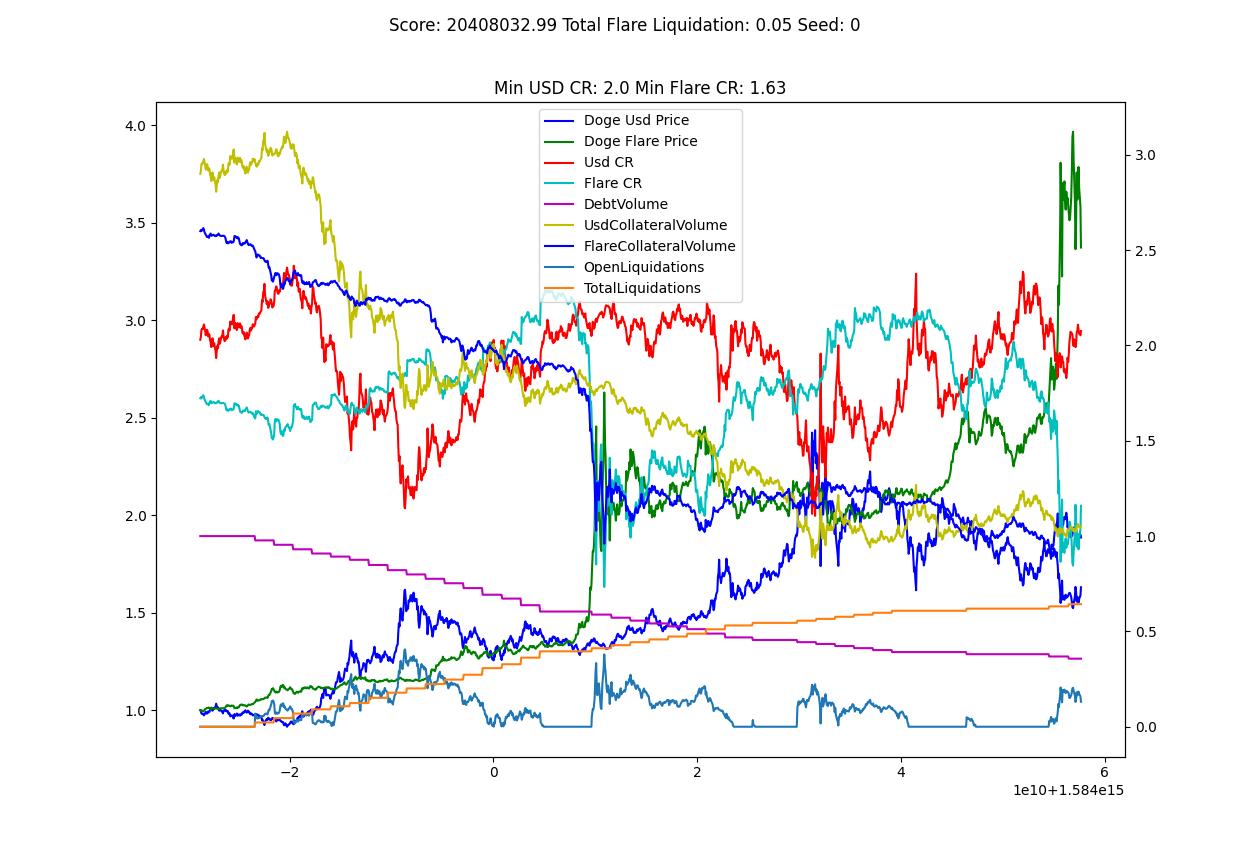 Score: 20408032.99 Total Flare Liquidation: 0.05 Seed: 0
Min USD CR: 2.0 Min Flare CR: 1.63
Doge Usd Price
Doge Flare Price
Usd CR
Flare CR
DebtVolume
UsdCollateralVolume
FlareCollateralVolume
OpenLiquidations
TotalLiquidations
4.0
3.5
3.0
2.5
2.0
1.5
1.0
3.0
2.5
2.0
1.5
1.0
0.5
0.0
−2 0 2 4 6
1e10+1.584e15